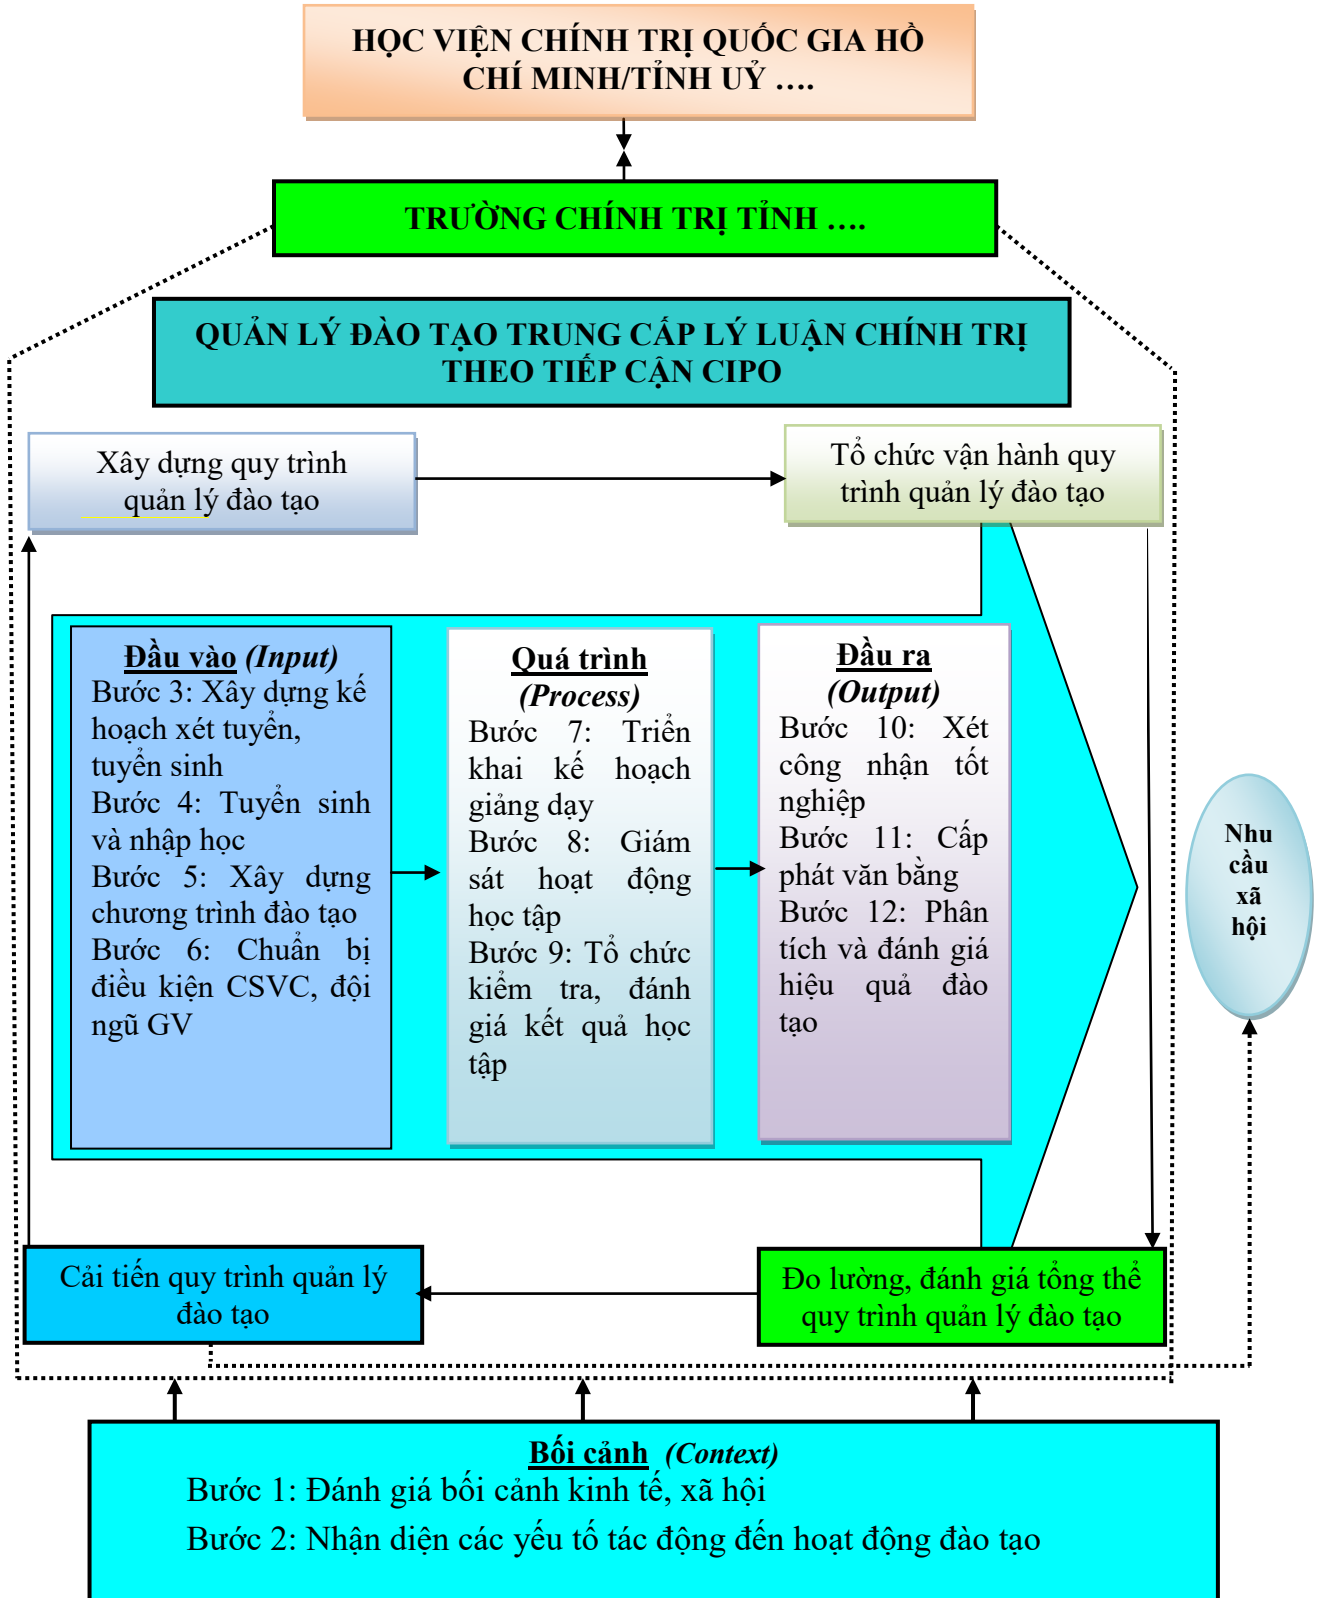 HỌC VIỆN CHÍNH TRỊ QUỐC GIA HỒ
CHÍ MINH/TỈNH UỶ ....
TRƯỜNG CHÍNH TRỊ TỈNH ....
QUẢN LÝ ĐÀO TẠO TRUNG CẤP LÝ LUẬN CHÍNH TRỊ
THEO TIẾP CẬN CIPO
Xây dựng quy trình
quản lý đào tạo
Tổ chức vận hành quy
trình quản lý đào tạo
Đầu vào (Input)
Bước 3: Xây dựng kế
hoạch xét tuyển,
tuyển sinh
Bước 4: Tuyển sinh
và nhập học
Bước 5: Xây dựng
chương trình đào tạo
Bước 6: Chuẩn bị
điều kiện CSVC, đội
ngũ GV
Quá trình
(Process)
Bước 7: Triển
khai kế hoạch
giảng dạy
Bước 8: Giám
sát hoạt động
học tập
Bước 9: Tổ chức
kiểm tra, đánh
giá kết quả học
tập
Đầu ra
(Output)
Bước 10: Xét
công nhận tốt
nghiệp
Bước 11: Cấp
phát văn bằng
Bước 12: Phân
tích và đánh giá
hiệu quả đào
tạo
Nhu
cầu
xã
hội
Cải tiến quy trình quản lý
đào tạo
Đo lường, đánh giá tổng thể
quy trình quản lý đào tạo
Bối cảnh (Context)
Bước 1: Đánh giá bối cảnh kinh tế, xã hội
Bước 2: Nhận diện các yếu tố tác động đến hoạt động đào tạo